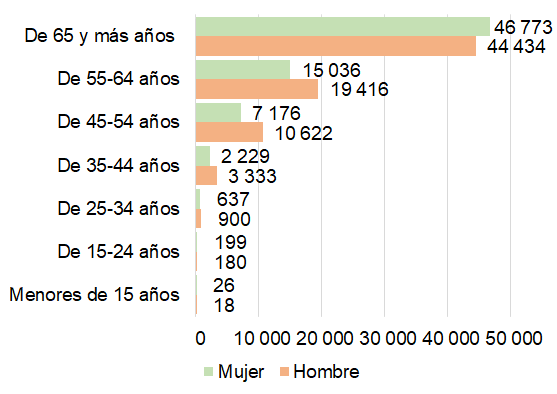 De 65 y más años
46 773
44 434
De 55-64 años
15 036
19 416
De 45-54 años
7 176
10 622
De 35-44 años
2 229
3 333
De 25-34 años
637
900
De 15-24 años
199
180
Menores de 15 años
26
18
0 10 000 20 000 30 000 40 000 50 000
Mujer Hombre